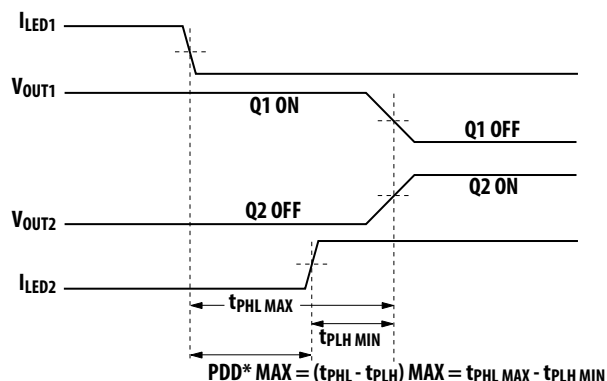 ILED1
VOUT1
Q1 ON
Q1 OFF
Q2 ON
Q2 OFF
VOUT2
ILED2
tPHL MAX
tPLH MIN
PDD* MAX = (tPHL - tPLH) MAX = tPHL MAX - tPLH MIN